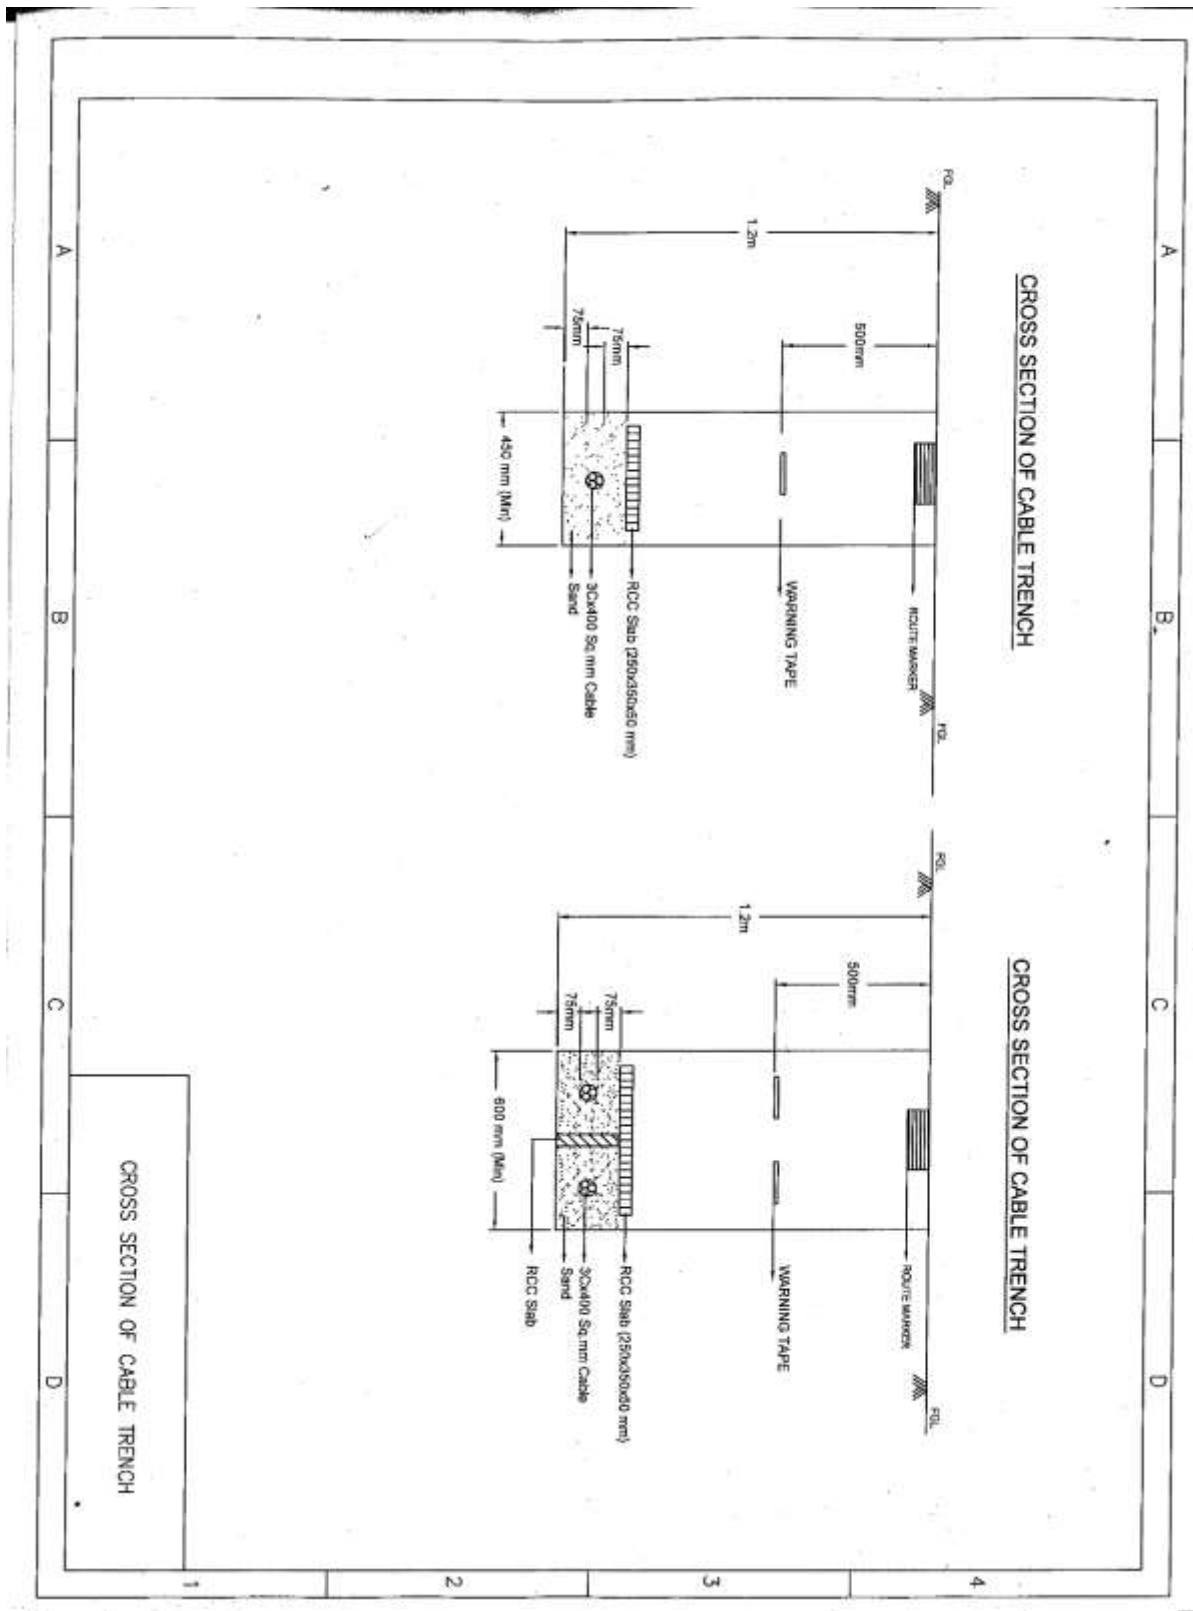 A
B
C
D
CROSS SECTION OF CABLE TRENCH
FGL
FGL
1.2m
500mm
ROUTE MARKER
WARNING TAPE
75mm
75mm
RCC Slab (250x350x50 mm)
3Cx400 Sq.mm Cable
Sand
450 mm (Min)
CROSS SECTION OF CABLE TRENCH
FGL
FGL
1.2m
500mm
ROUTE MARKER
WARNING TAPE
75mm
75mm
RCC Slab (250x350x50 mm)
3Cx400 Sq.mm Cable
Sand
RCC Slab
600 mm (Min)
CROSS SECTION OF CABLE TRENCH
4
3
2
1
A
B
C
D